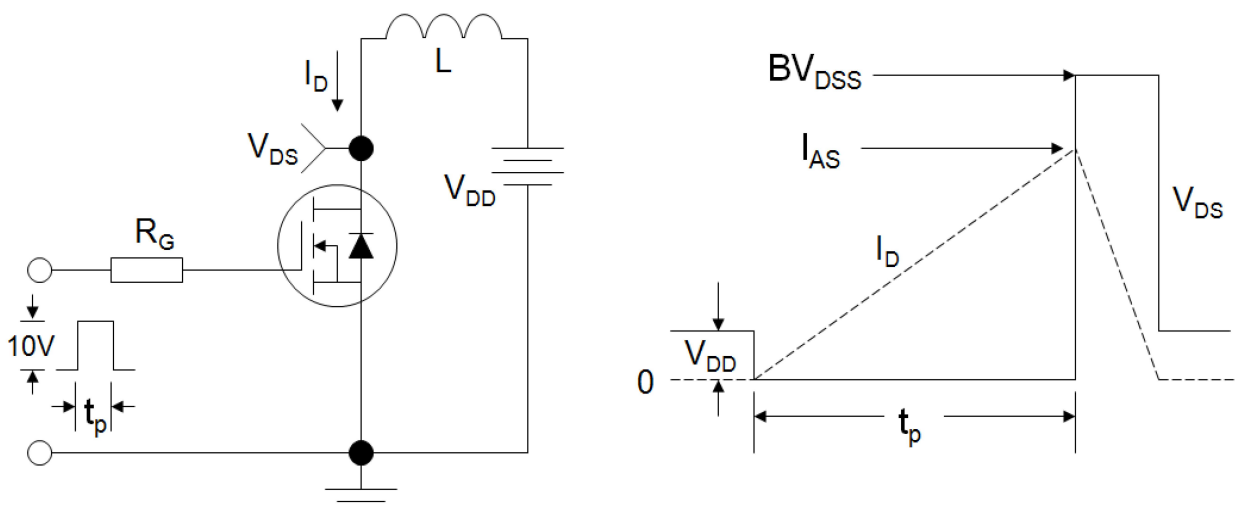 L
I_D
V_DS
V_DD
R_G
10V
t_p
BV_DSS
I_AS
V_DS
I_D
V_DD
0
t_p